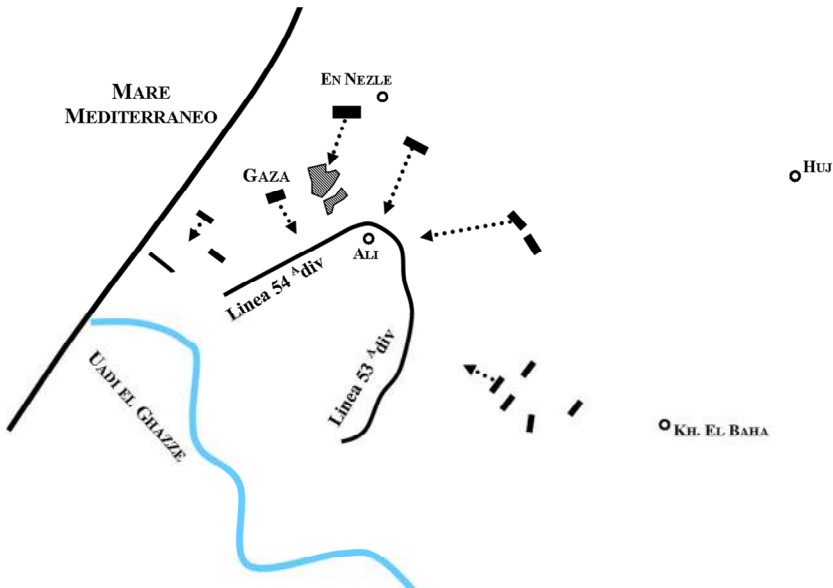 EN NEZLE
MARE
MEDITERRANEO
HUJ
GAZA
ALI
Linea 54 A div
Linea 53 A div
UADI EL GHAZZE
KH. EL BAHA